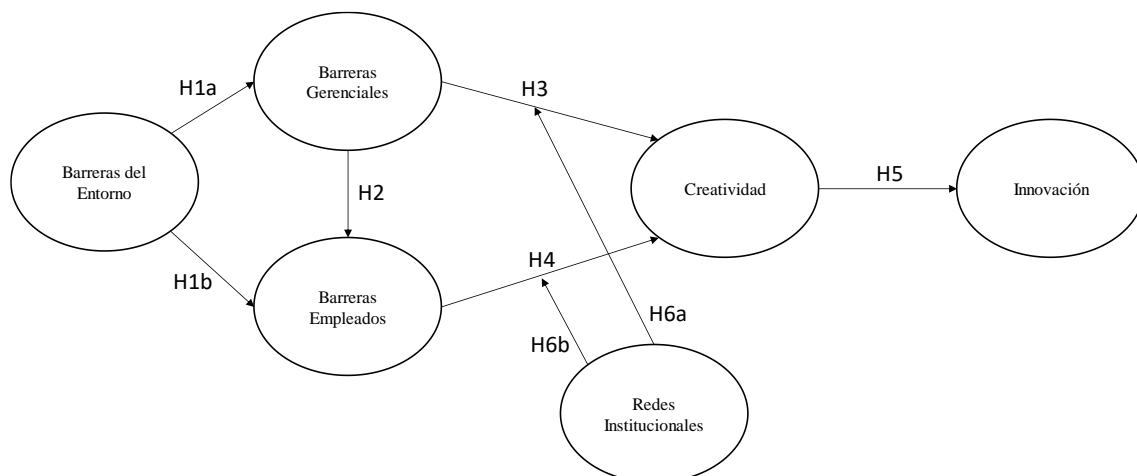 Barreras
Gerenciales
H1a
H3
Barreras del
Entorno
H2
Creatividad
H5
Innovación
H1b
H4
Barreras
Empleados
H6a
H6b
Redes
Institucionales